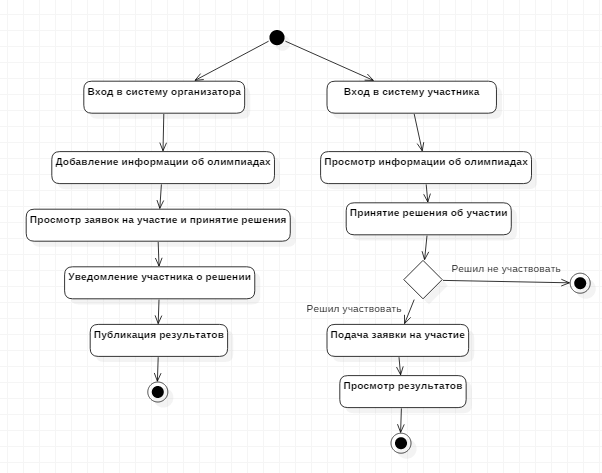 Вход в систему организатора
Вход в систему участника
Добавление информации об олимпиадах
Просмотр информации об олимпиадах
Просмотр заявок на участие и принятие решения
Принятие решения об участии
Уведомление участника о решении
Решил не участвовать
Решил участвовать
Публикация результатов
Подача заявки на участие
Просмотр результатов